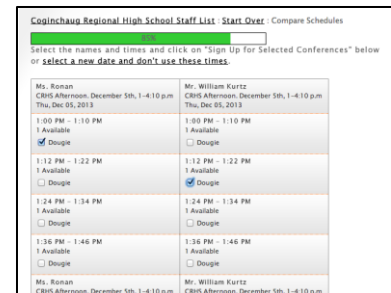 Coginchaug Regional High School Staff List : Start Over : Compare Schedules
85%
Select the names and times and click on "Sign Up for Selected Conferences" below
or select a new date and don't use these times.
Ms. Ronan
CRHS Afternoon. December 5th, 1-4:10 p.m
Thu, Dec 05, 2013
Mr. William Kurtz
CRHS Afternoon. December 5th, 1-4:10 p.m
Thu, Dec 05, 2013
1:00 PM - 1:10 PM
1 Available
Dougie
1:00 PM - 1:10 PM
1 Available
Dougie
1:12 PM - 1:22 PM
1 Available
Dougie
1:12 PM - 1:22 PM
1 Available
Dougie
1:24 PM - 1:34 PM
1 Available
Dougie
1:24 PM - 1:34 PM
1 Available
Dougie
1:36 PM - 1:46 PM
1 Available
Dougie
1:36 PM - 1:46 PM
1 Available
Dougie
Ms. Ronan
CRHS Afternoon. December 5th, 1-4:10 p.m
Mr. William Kurtz
CRHS Afternoon. December 5th, 1-4:10 p.m